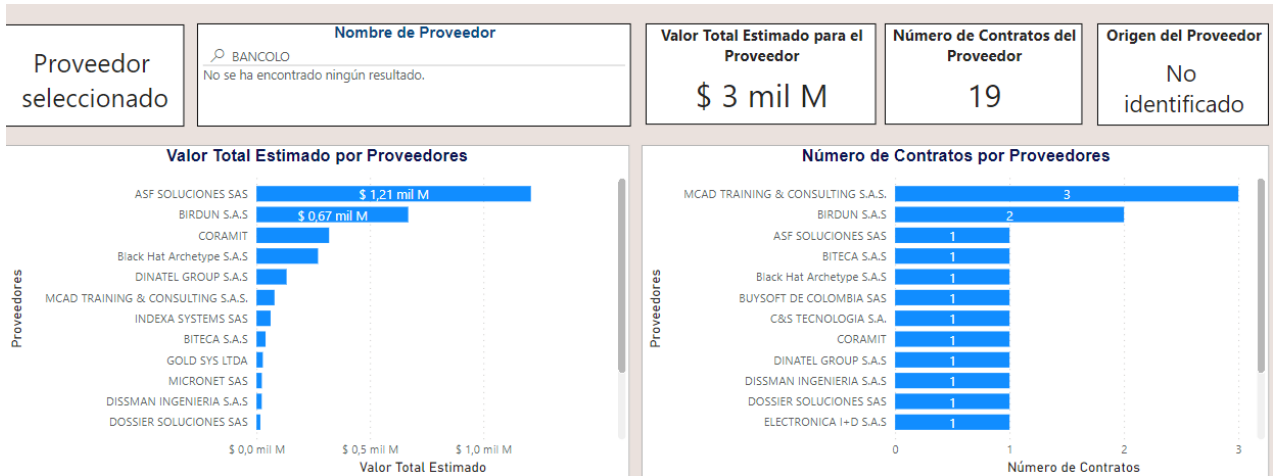 Proveedor
seleccionado
Nombre de Proveedor
BANCOLO
No se ha encontrado ningún resultado.
Valor Total Estimado para el
Proveedor
$ 3 mil M
Número de Contratos del
Proveedor
19
Origen del Proveedor
No
identificado
Valor Total Estimado por Proveedores
Proveedores
ASF SOLUCIONES SAS $ 1,21 mil M
BIRDUN S.A.S $ 0,67 mil M
CORAMIT
Black Hat Archetype S.A.S
DINATEL GROUP S.A.S
MCAD TRAINING & CONSULTING S.A.S.
INDEXA SYSTEMS SAS
BITECA S.A.S
GOLD SYS LTDA
MICRONET SAS
DISSMAN INGENIERIA S.A.S
DOSSIER SOLUCIONES SAS
$ 0,0 mil M $ 0,5 mil M $ 1,0 mil M
Valor Total Estimado
Número de Contratos por Proveedores
Proveedores
MCAD TRAINING & CONSULTING S.A.S. 3
BIRDUN S.A.S 2
ASF SOLUCIONES SAS 1
BITECA S.A.S 1
Black Hat Archetype S.A.S 1
BUYSOFT DE COLOMBIA SAS 1
C&S TECNOLOGIA S.A. 1
CORAMIT 1
DINATEL GROUP S.A.S 1
DISSMAN INGENIERIA S.A.S 1
DOSSIER SOLUCIONES SAS 1
ELECTRONICA I+D S.A.S 1
0 1 2 3
Número de Contratos